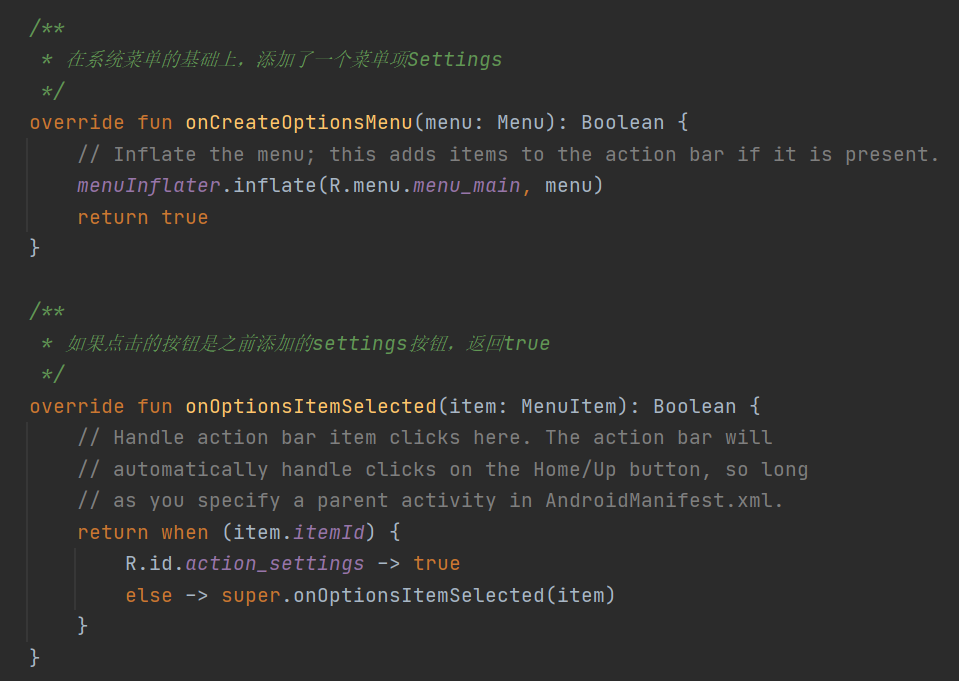 /**
 * 在系统菜单的基础上，添加了一个菜单项Settings
 */
override fun onCreateOptionsMenu(menu: Menu): Boolean {
    // Inflate the menu; this adds items to the action bar if it is present.
    menuInflater.inflate(R.menu.menu_main, menu)
    return true
}

/**
 * 如果点击的按钮是之前添加的settings按钮，返回true
 */
override fun onOptionsItemSelected(item: MenuItem): Boolean {
    // Handle action bar item clicks here. The action bar will
    // automatically handle clicks on the Home/Up button, so long
    // as you specify a parent activity in AndroidManifest.xml.
    return when (item.itemId) {
        R.id.action_settings -> true
        else -> super.onOptionsItemSelected(item)
    }
}